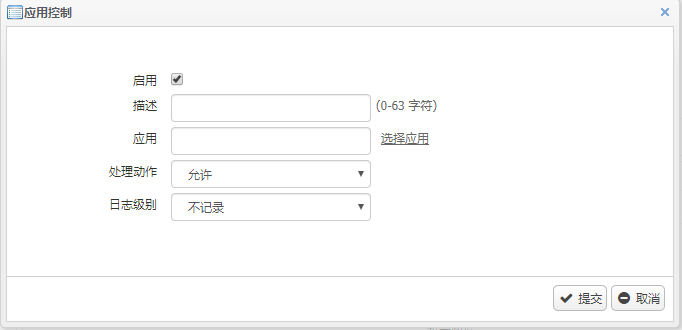 应用控制
启用
描述 (0-63 字符)
应用 选择应用
处理动作 允许
日志级别 不记录
提交 取消